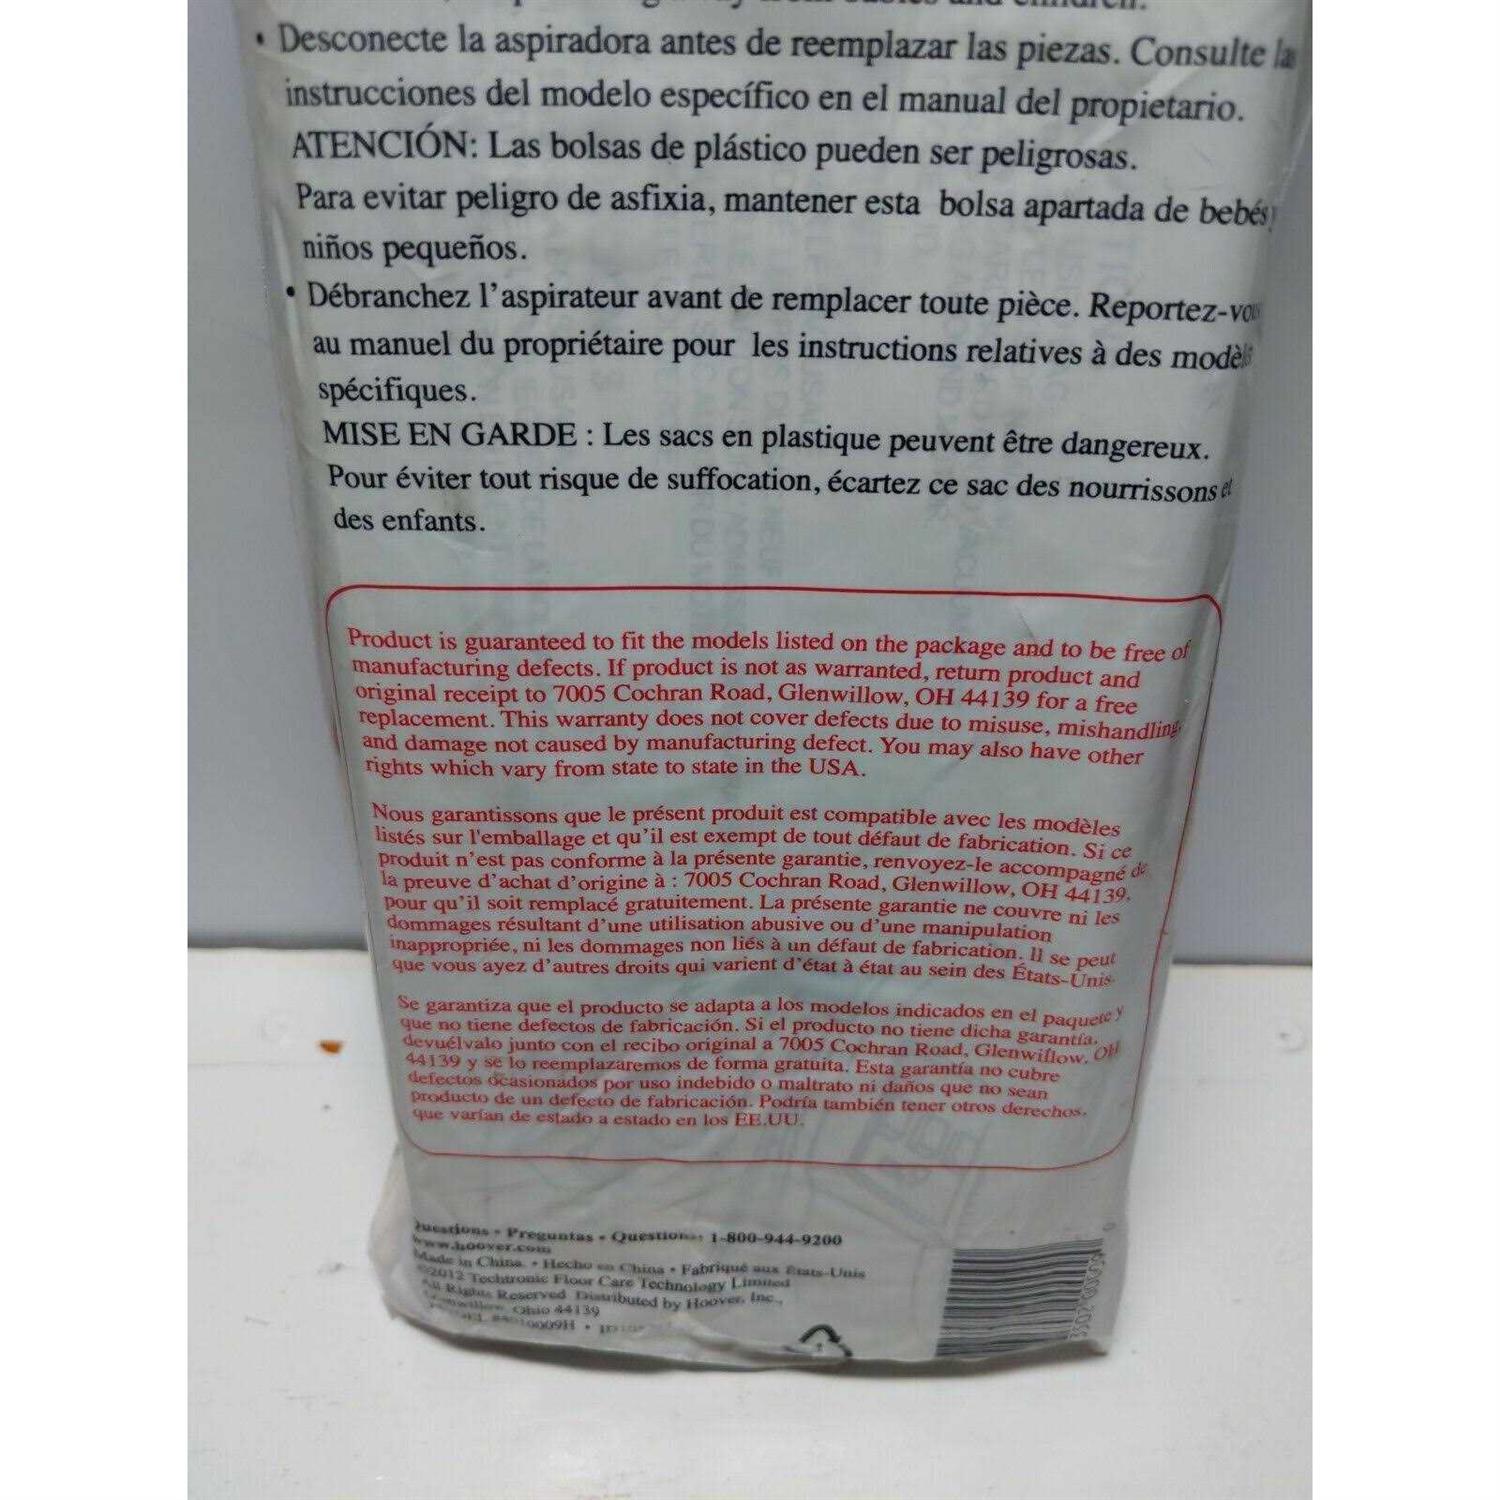 • Desconecte la aspiradora antes de reemplazar las piezas. Consulte la
instrucciones del modelo específico en el manual del propietario.
ATENCIÓN: Las bolsas de plástico pueden ser peligrosas.
Para evitar peligro de asfixia, mantener esta bolsa apartada de bebés y
niños pequeños.
• Débranchez l'aspirateur avant de remplacer toute pièce. Reportez-vous
au manuel du propriétaire pour les instructions relatives à des
spécifiques.
MISE EN GARDE : Les sacs en plastique peuvent être dangereux.
Pour éviter tout risque de suffocation, écartez ce sac des nourrissons et
des enfants.
Product is guaranteed to fit the models listed on the package and to be free of
manufacturing defects. If product is not as warranted, return product and
original receipt to 7005 Cochran Road, Glenwillow, OH 44139 for a free
replacement. This warranty does not cover defects due to misuse, mishandling,
and damage not caused by manufacturing defect. You may also have other
rights which vary from state to state in the USA.
Nous garantissons que le présent produit est compatible avec les modèles
listés sur l'emballage et qu'il est exempt de tout défaut de fabrication. Si ce
produit n'est pas conforme à la présente garantie, renvoyez-le accompagné de
la preuve d'achat d'origine à : 7005 Cochran Road, Glenwillow, OH 44139,
pour qu'il soit remplacé gratuitement. La présente garantie ne couvre ni les
dommages résultant d'une utilisation abusive ou d'une manipulation
inappropriée, ni les dommages non liés à un défaut de fabrication. Il se peut
que vous ayez d'autres droits qui varient d'état à état au sein des États-Unis.
Se garantiza que el producto se adapta a los modelos indicados en el paquete y
que no tiene defectos de fabricación. Si el producto no tiene dicha garantía,
devuélvalo junto con el recibo original a 7005 Cochran Road, Glenwillow, OH
44139 y se lo reemplazaremos de forma gratuita. Esta garantía no cubre
defectos ocasionados por uso indebido o maltrato ni daños que no sean
producto de un defecto de fabricación. Podría también tener otros derechos,
que varían de estado a estado en los EE.UU.
Questions • Preguntas • Questions: 1-800-944-9200
www.hoover.com
Made in China. • Hecho en China • Fabriqué aux États-Unis
©2012 Techtronic Floor Care Technology Limited
All Rights Reserved Distributed by Hoover, Inc.,
Glenwillow, Ohio 44139